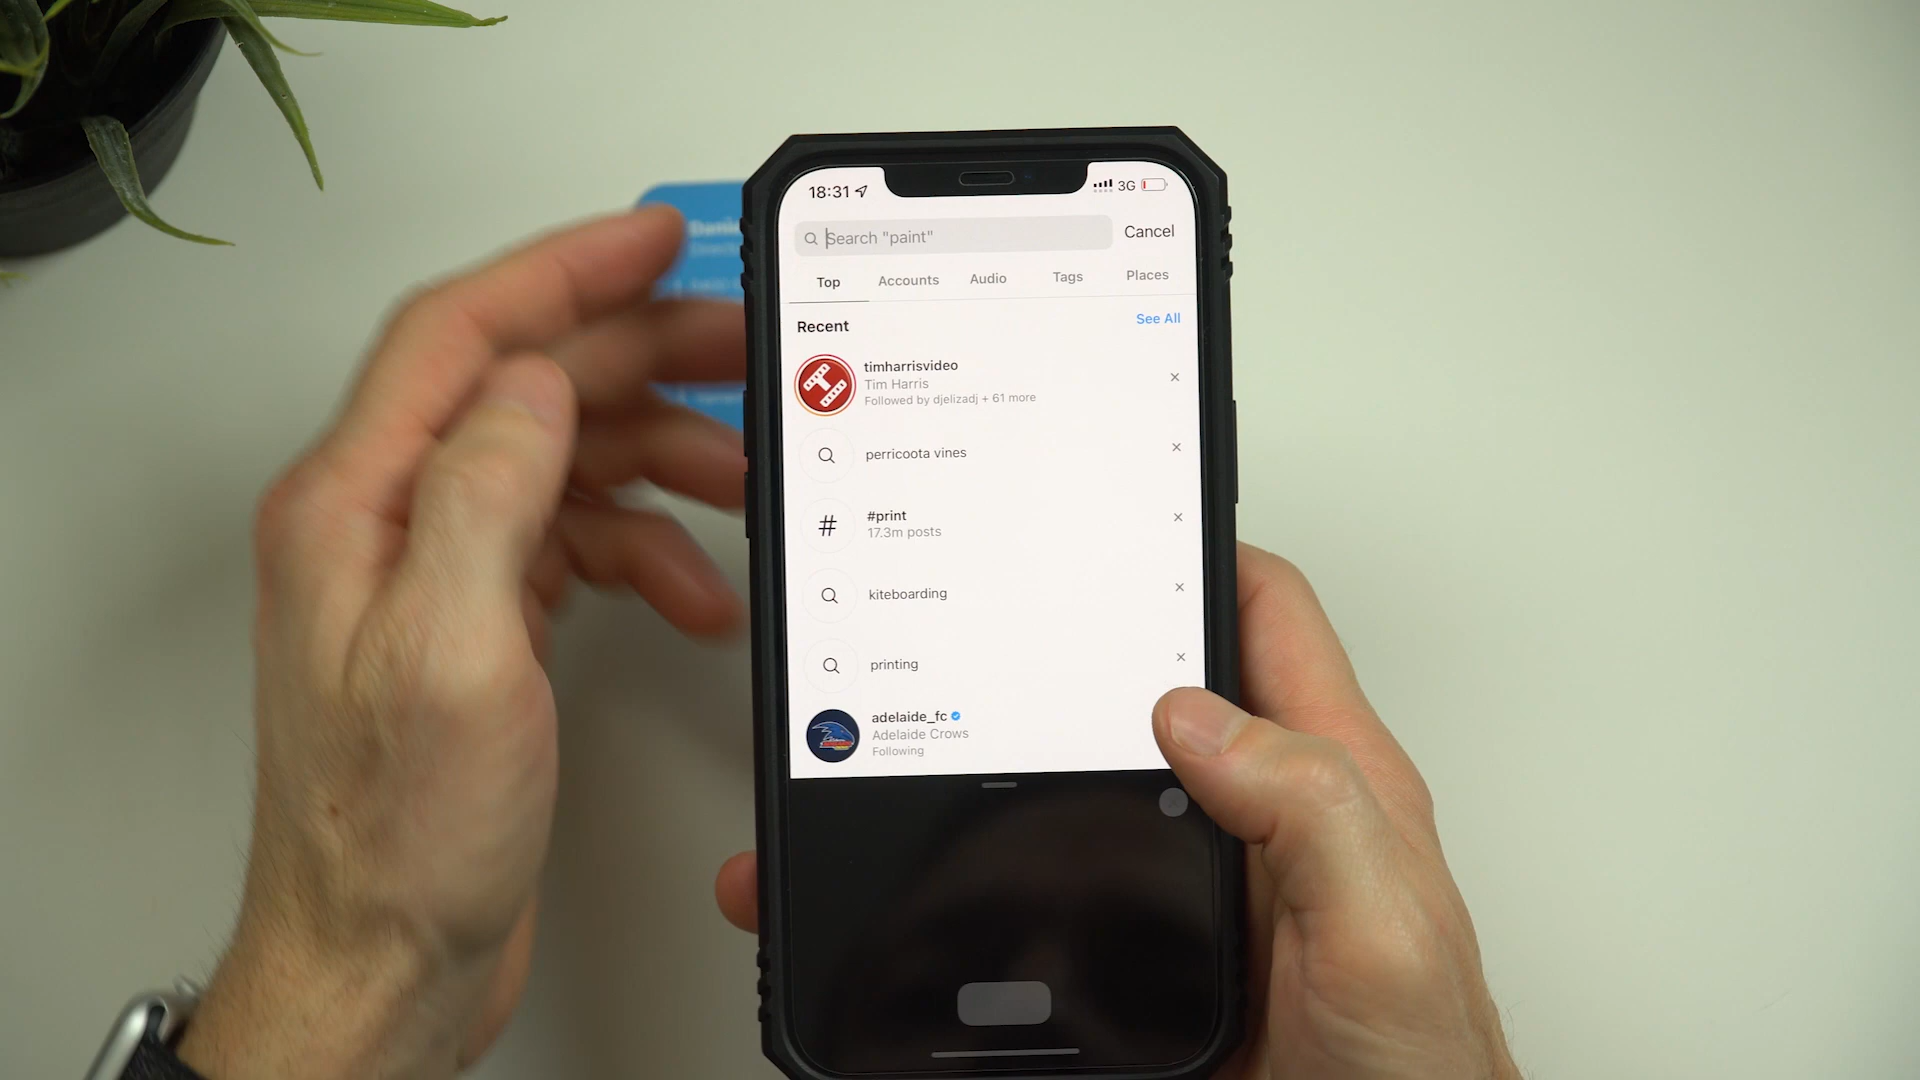 18:31
3G
Search "paint"
Cancel
Top
Accounts
Audio
Tags
Places
Recent
See All
timharrisvideo
Tim Harris
Followed by djelizadj + 61 more
perricoota vines
#print
17.3m posts
kiteboarding
printing
adelaide_fc
Adelaide Crows
Following